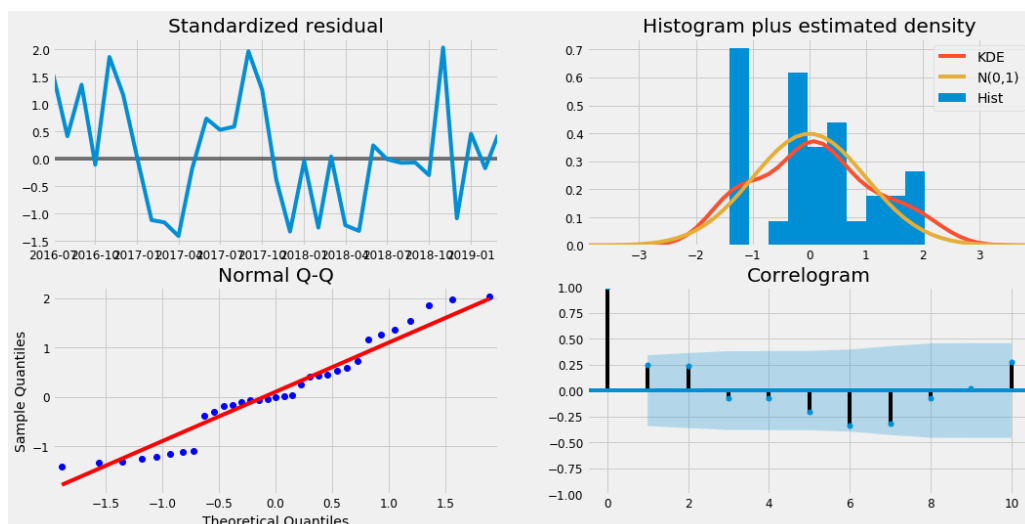 Standardized residual
2.0
1.5
1.0
0.5
0.0
−0.5
−1.0
−1.5
2016-07 2016-10 2017-01 2017-04 2017-07 2017-10 2018-01 2018-04 2018-07 2018-10 2019-01
Histogram plus estimated density
0.7
0.6
0.5
0.4
0.3
0.2
0.1
0.0
KDE
N(0,1)
Hist
−3 −2 −1 0 1 2 3
Normal Q-Q
Sample Quantiles
2
1
0
−1
−1.5 −1.0 −0.5 0.0 0.5 1.0 1.5
Theoretical Quantiles
Correlogram
1.00
0.75
0.50
0.25
0.00
−0.25
−0.50
−0.75
−1.00
0 2 4 6 8 10